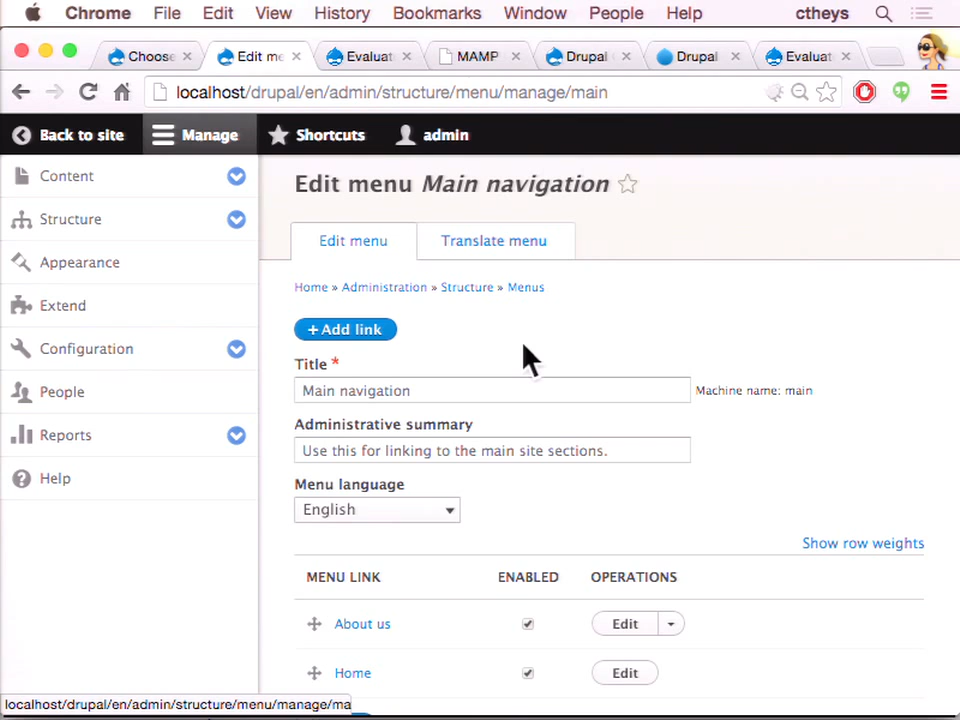 Chrome File Edit View History Bookmarks Window People Help ctheys
Choose Edit me Evaluat MAMP Drupal Drupal Evaluat
localhost/drupal/en/admin/structure/menu/manage/main
Back to site Manage Shortcuts admin
Content
Structure
Appearance
Extend
Configuration
People
Reports
Help
Edit menu Main navigation
Edit menu Translate menu
Home » Administration » Structure » Menus
+Add link
Title *
Main navigation Machine name: main
Administrative summary
Use this for linking to the main site sections.
Menu language
English
Show row weights
MENU LINK ENABLED OPERATIONS
About us Edit
Home Edit
localhost/drupal/en/admin/structure/menu/manage/ma